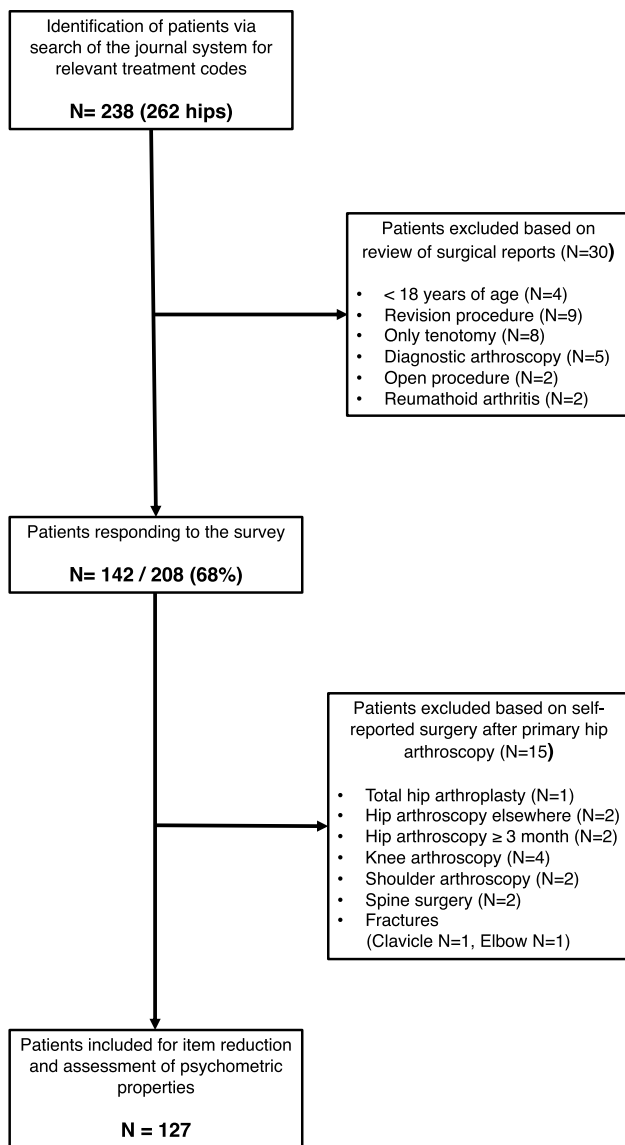 Identification of patients via
search of the journal system for
relevant treatment codes
N= 238 (262 hips)
Patients excluded based on
review of surgical reports (N=30)
• < 18 years of age (N=4)
• Revision procedure (N=9)
• Only tenotomy (N=8)
• Diagnostic arthroscopy (N=5)
• Open procedure (N=2)
• Reumathoid arthritis (N=2)
Patients responding to the survey
N= 142 / 208 (68%)
Patients excluded based on self-
reported surgery after primary hip
arthroscopy (N=15)
• Total hip arthroplasty (N=1)
• Hip arthroscopy elsewhere (N=2)
• Hip arthroscopy ≥ 3 month (N=2)
• Knee arthroscopy (N=4)
• Shoulder arthroscopy (N=2)
• Spine surgery (N=2)
• Fractures
(Clavicle N=1, Elbow N=1)
Patients included for item reduction
and assessment of psychometric
properties
N = 127